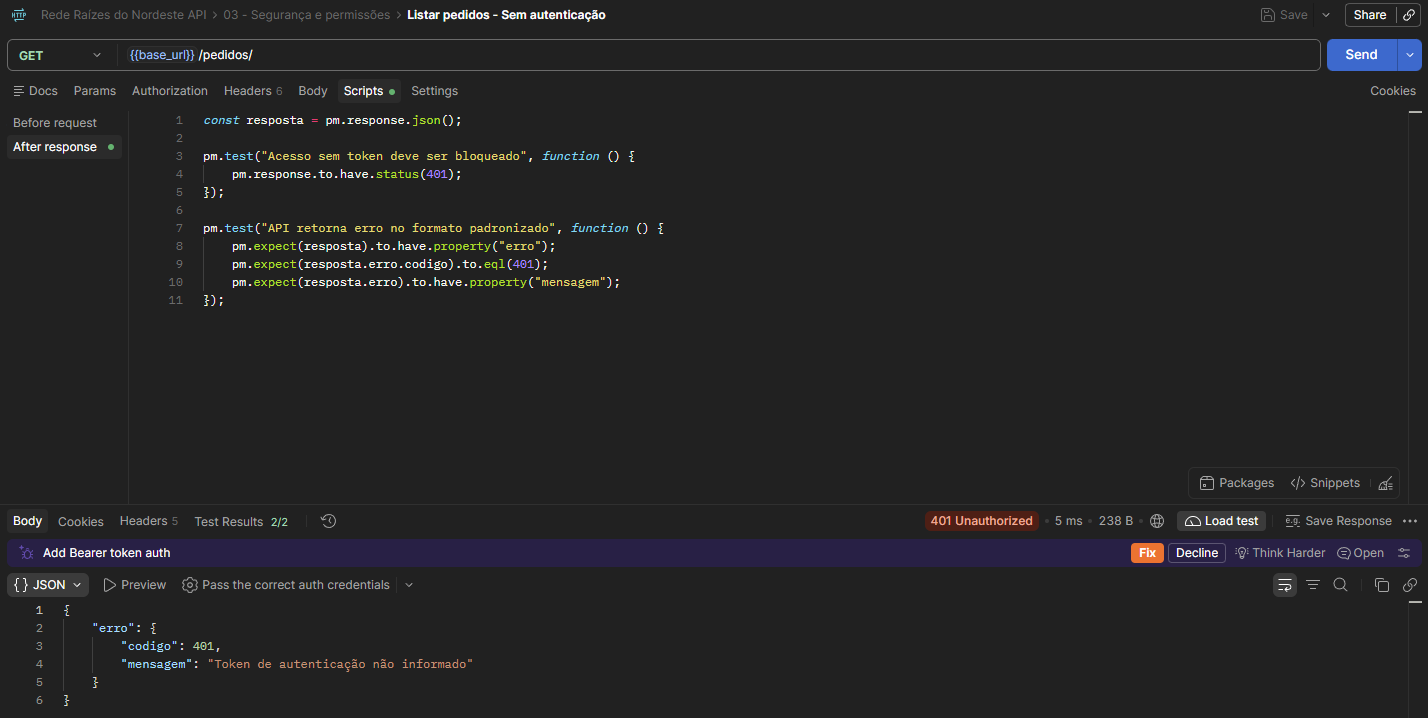 HTTP Rede Raízes do Nordeste API > 03 - Segurança e permissões > Listar pedidos - Sem autenticação Save Share
GET {{base_url}} /pedidos/ Send
Docs Params Authorization Headers 6 Body Scripts Settings Cookies
Before request
After response
1 const resposta = pm.response.json();
2
3 pm.test("Acesso sem token deve ser bloqueado", function () {
4 pm.response.to.have.status(401);
5 });
6
7 pm.test("API retorna erro no formato padronizado", function () {
8 pm.expect(resposta).to.have.property("erro");
9 pm.expect(resposta.erro.codigo).to.eql(401);
10 pm.expect(resposta.erro).to.have.property("mensagem");
11 });
Packages </> Snippets
Body Cookies Headers 5 Test Results 2/2 401 Unauthorized • 5 ms • 238 B Load test e.g. Save Response
Add Bearer token auth Fix Decline Think Harder Open
{} JSON Preview Pass the correct auth credentials
1 {
2 "erro": {
3 "codigo": 401,
4 "mensagem": "Token de autenticação não informado"
5 }
6 }